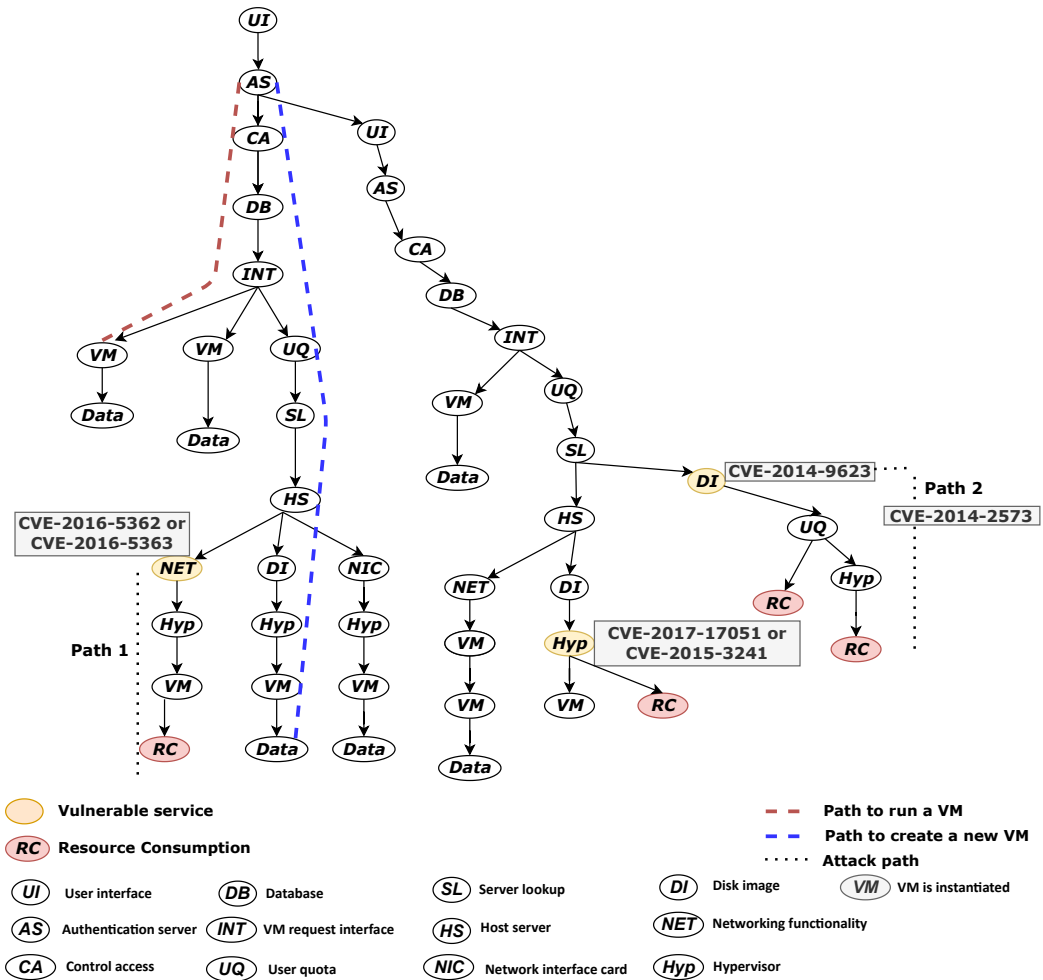 UI
AS
CA
UI
AS
DB
CA
INT
DB
INT
VM
VM
UQ
UQ
VM
Data
SL
Data
SL
Data
DI
CVE-2014-9623
Path 2
CVE-2014-2573
HS
HS
UQ
CVE-2016-5362 or
CVE-2016-5363
NET
DI
NIC
NET
DI
Hyp
RC
Hyp
Hyp
Hyp
Path 1
VM
Hyp
CVE-2017-17051 or
CVE-2015-3241
RC
VM
VM
VM
VM
VM
RC
RC
Data
Data
Data
Vulnerable service
RC Resource Consumption
Path to run a VM
Path to create a new VM
Attack path
UI User interface
DB Database
SL Server lookup
DI Disk image
VM VM is instantiated
AS Authentication server
INT VM request interface
HS Host server
NET Networking functionality
CA Control access
UQ User quota
NIC Network interface card
Hyp Hypervisor